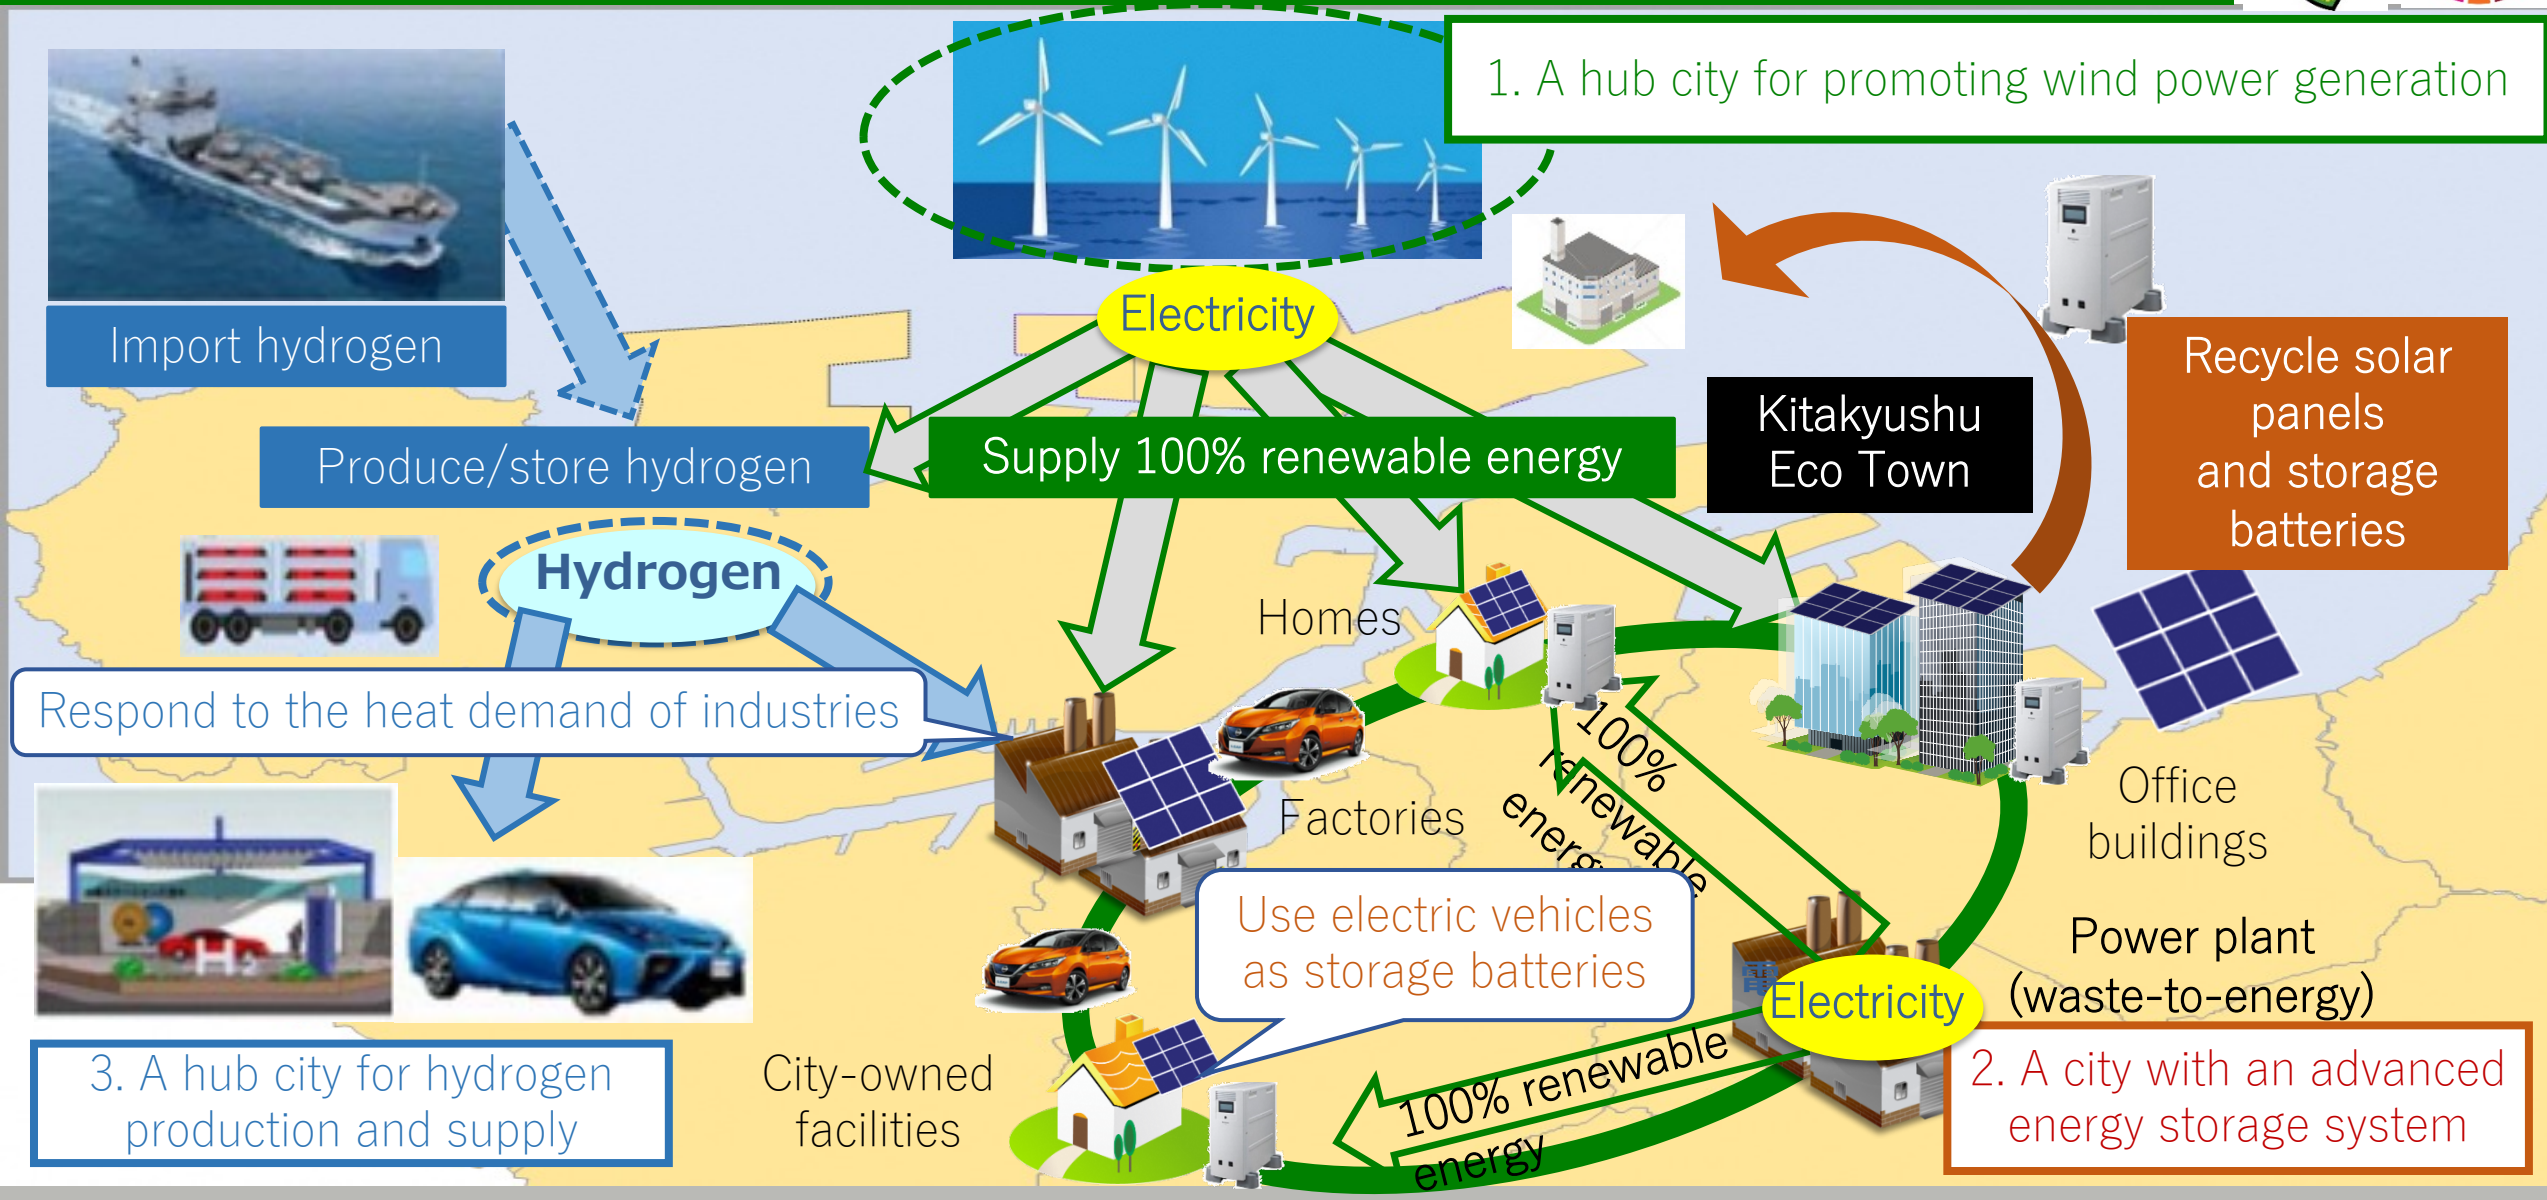 1. A hub city for promoting wind power generation
Import hydrogen
Electricity
Produce/store hydrogen
Supply 100% renewable energy
Kitakyushu
Eco Town
Recycle solar
panels
and storage
batteries
Hydrogen
Homes
Respond to the heat demand of industries
100%
renewable
energy
Factories
Office
buildings
Use electric vehicles
as storage batteries
H2
Power plant
(waste-to-energy)
電
Electricity
3. A hub city for hydrogen
production and supply
City-owned
facilities
100% renewable
energy
2. A city with an advanced
energy storage system